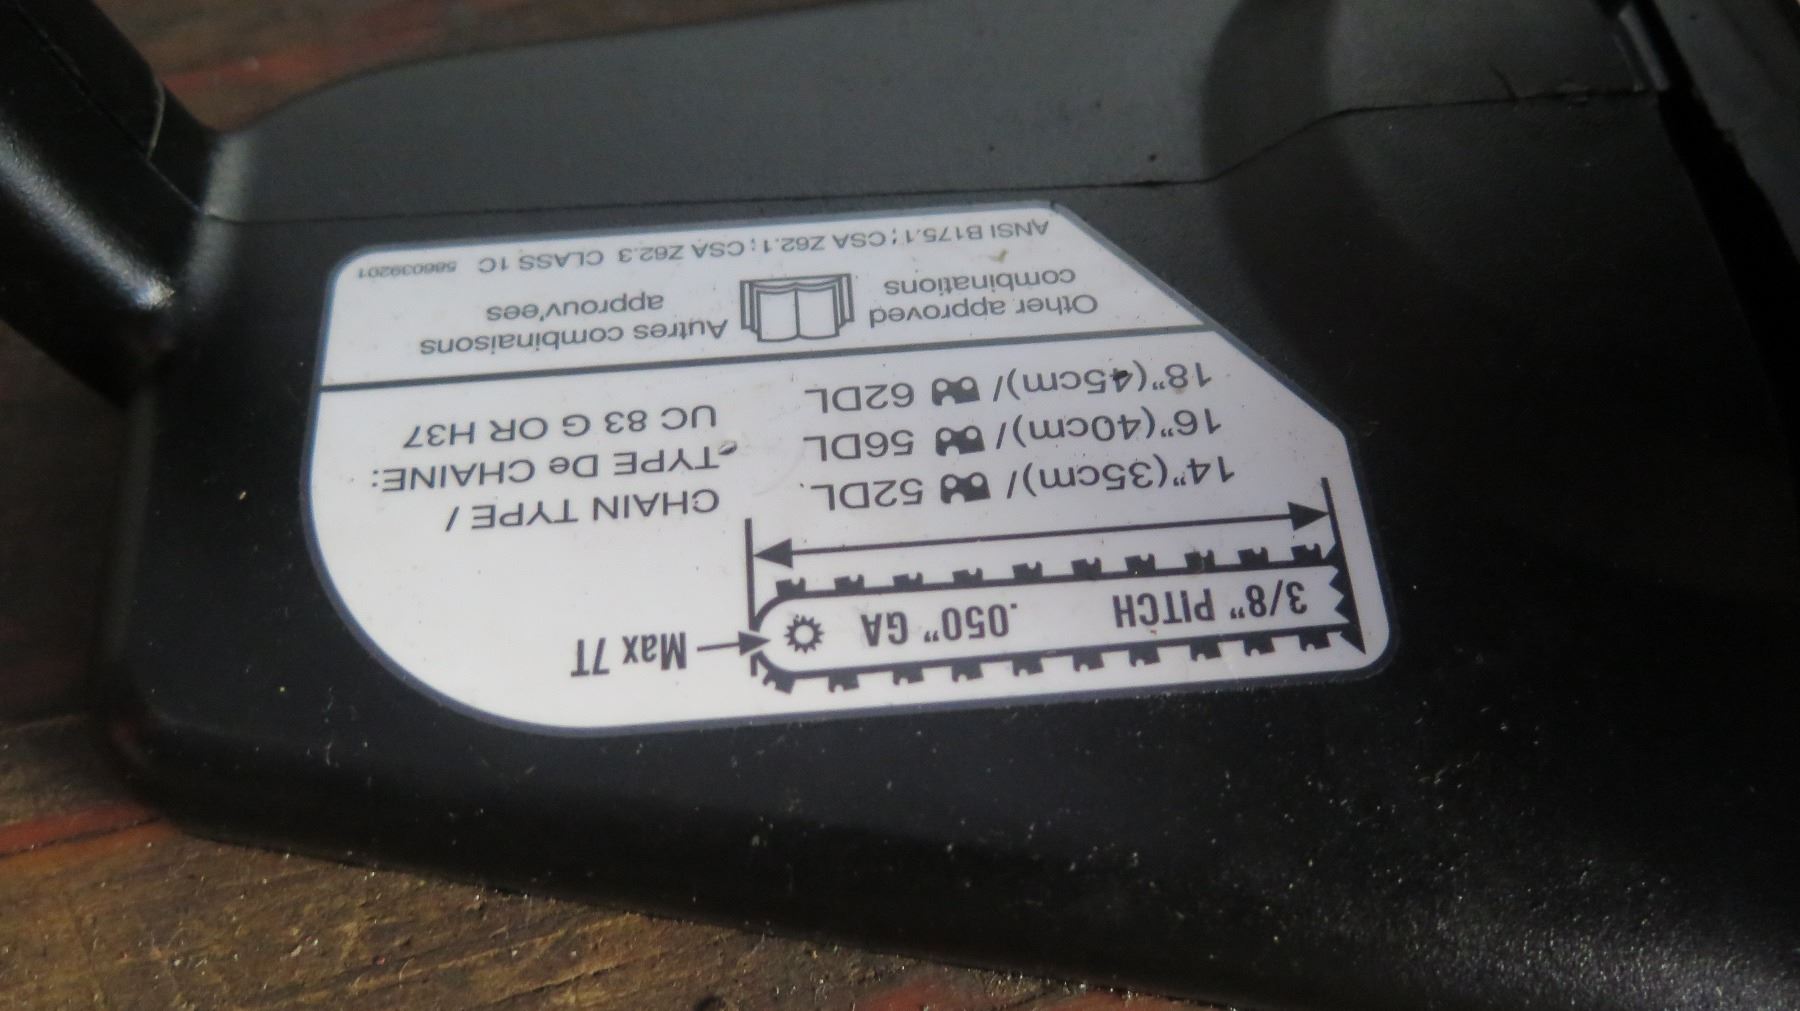 Max 7T
3/8" PITCH .050" GA
14"(35cm)/ 52DL
16"(40cm)/ 56DL
18"(45cm)/ 62DL
CHAIN TYPE /
TYPE De CHAINE:
UC 83 G OR H37
Other approved
combinations
Autres combinaisons
approuv'ees
ANSI B175.1; CSA Z62.1; CSA Z62.3 CLASS 1C 586039201